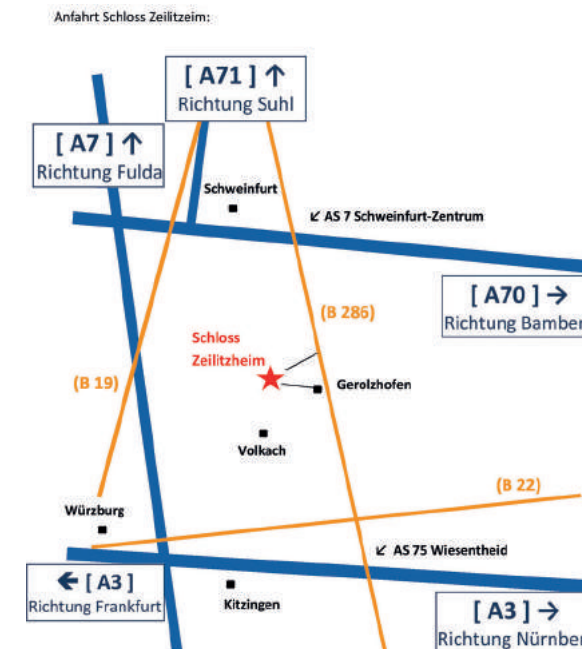 Anfahrt Schloss Zeilitzeim:
[ A71 ] ↑
Richtung Suhl
[ A7 ] ↑
Richtung Fulda
Schweinfurt
↙ AS 7 Schweinfurt-Zentrum
[ A70 ] →
Richtung Bamber
(B 286)
Schloss
Zeilitzheim
(B 19)
Gerolzhofen
Volkach
(B 22)
Würzburg
↙ AS 75 Wiesentheid
← [ A3 ]
Richtung Frankfurt
Kitzingen
[ A3 ] →
Richtung Nürnber